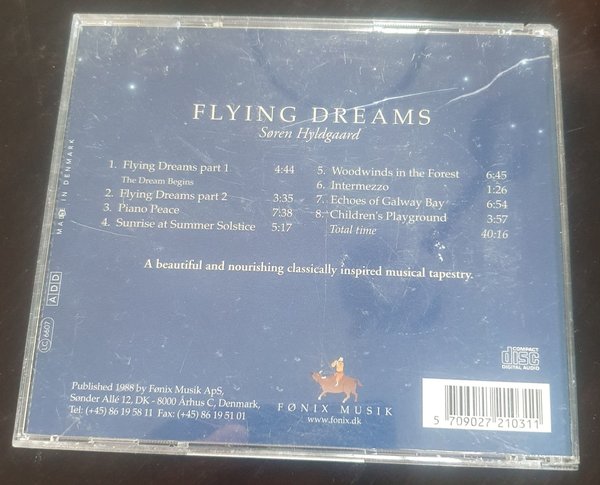 FLYING DREAMS
Søren Hyldgaard
1. Flying Dreams part 1 4:44
The Dream Begins
2. Flying Dreams part 2 3:35
3. Piano Peace 7:38
4. Sunrise at Summer Solstice 5:17
5. Woodwinds in the Forest 6:45
6. Intermezzo 1:26
7. Echoes of Galway Bay 6:54
8. Children's Playground 3:57
Total time 40:16
A beautiful and nourishing classically inspired musical tapestry.
MADE IN DENMARK
ADD
LC 6607
Published 1988 by Fønix Musik ApS,
Sønder Allé 12, DK - 8000 Århus C, Denmark,
Tel: (+45) 86 19 58 11 Fax: (+45) 86 19 51 01
FØNIX MUSIK
www.fonix.dk
COMPACT
disc
DIGITAL AUDIO
5 709027 210311